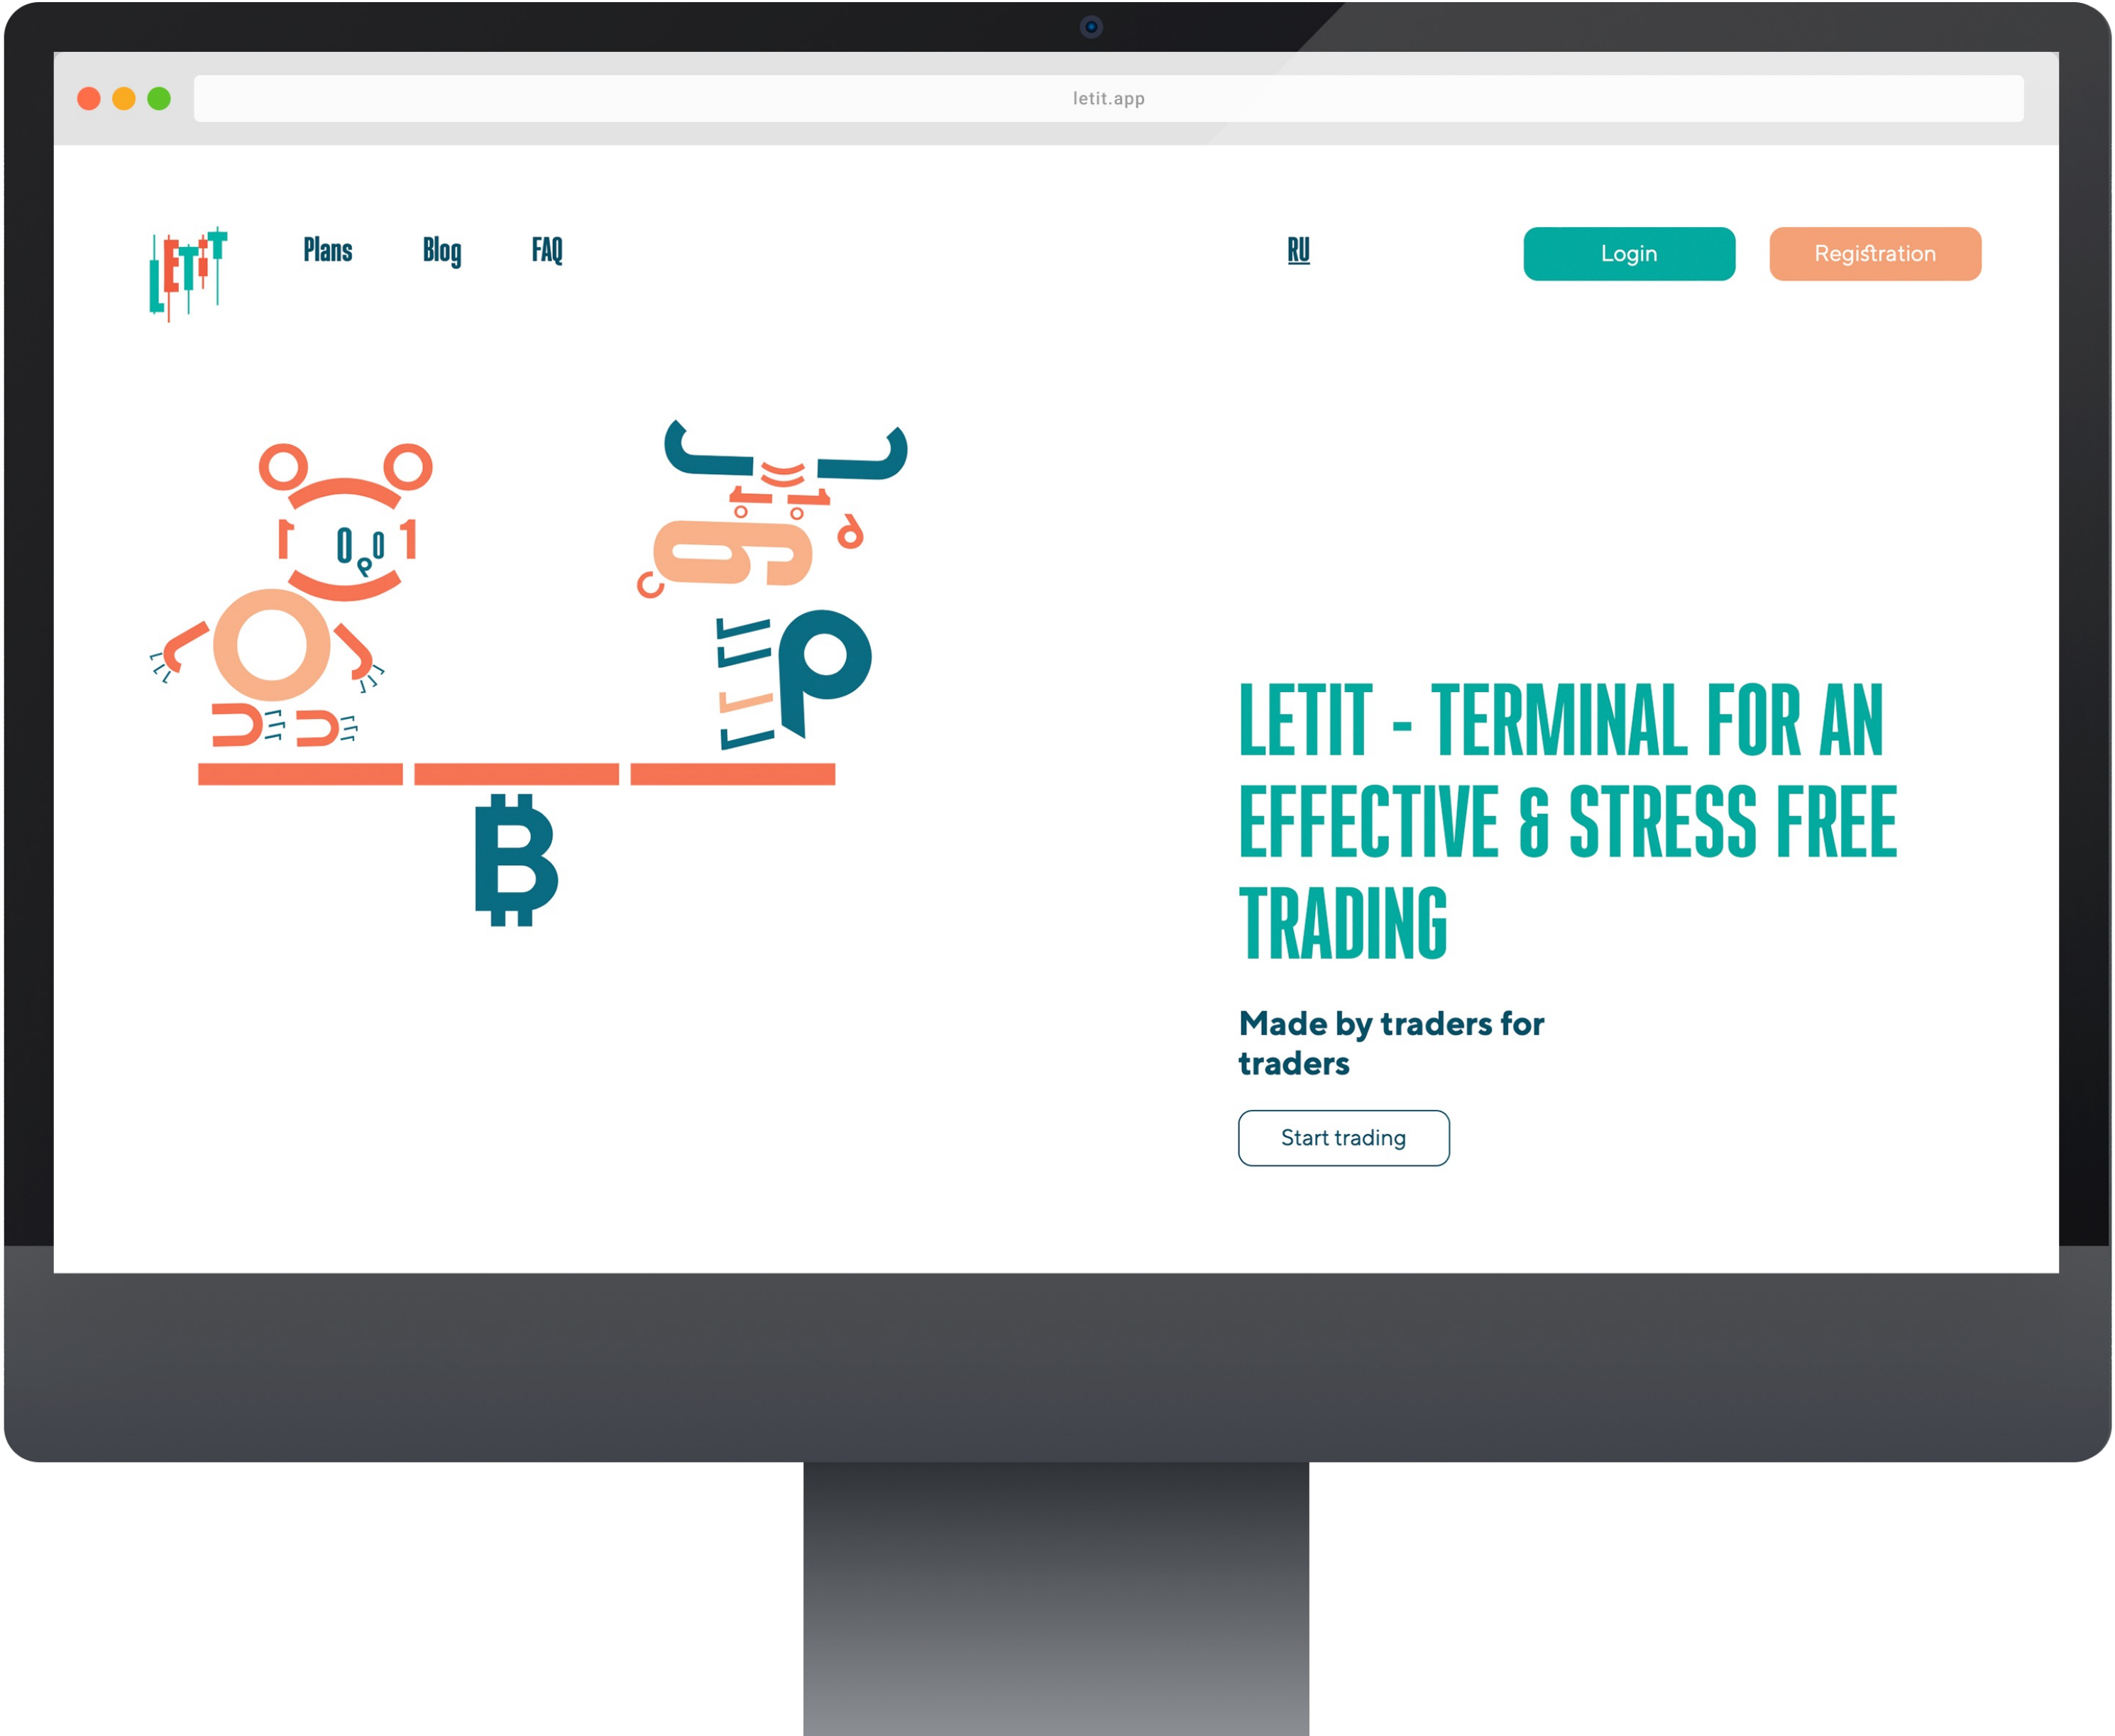 letit.app
LETIT
Plans
Blog
FAQ
RU
Login
Registration
LETIT - TERMINAL FOR AN
EFFECTIVE & STRESS FREE
TRADING
Made by traders for
traders
Start trading